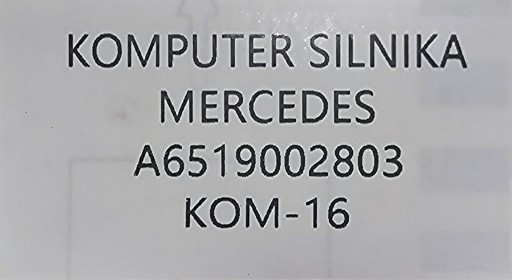 KOMPUTER SILNIKA
MERCEDES
A6519002803
KOM-16